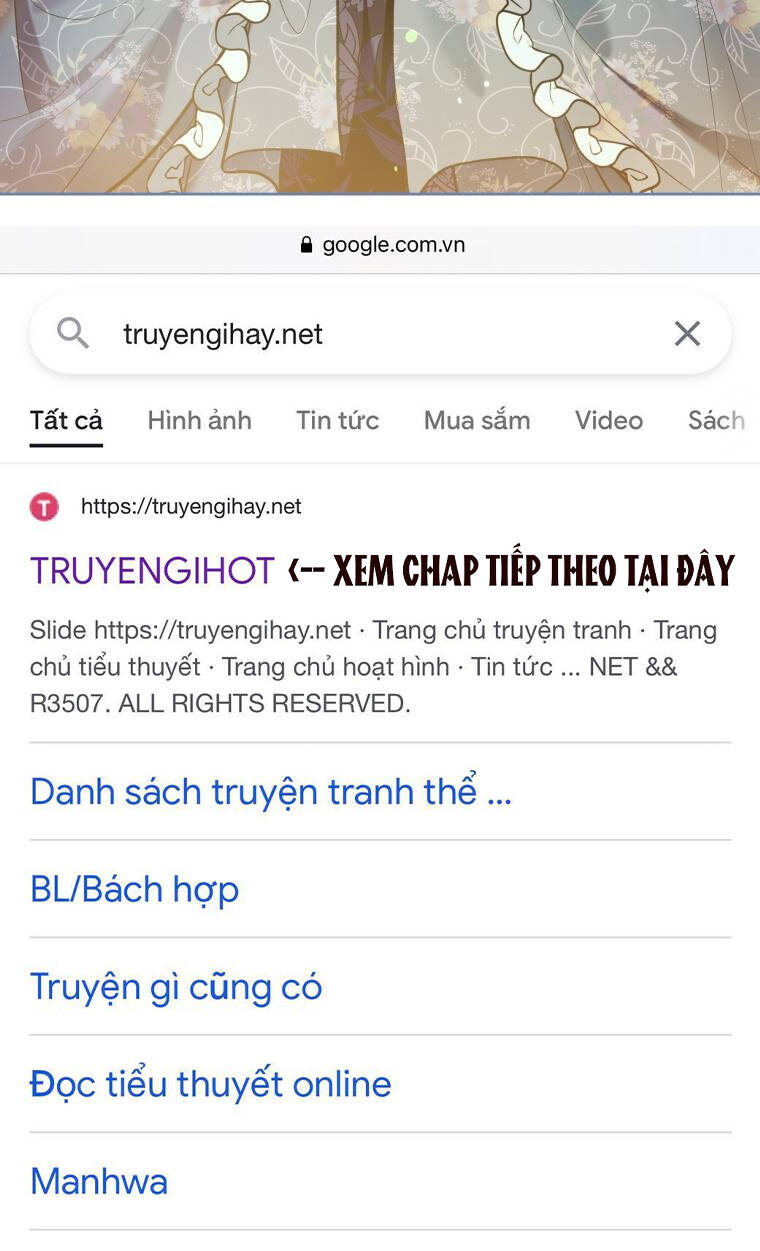 google.com.vn
truyengihay.net
Tất cả Hình ảnh Tin tức Mua sắm Video Sách
T https://truyengihay.net
TRUYENGIHOT <-- XEM CHAP TIẾP THEO TẠI ĐÂY
Slide https://truyengihay.net · Trang chủ truyện tranh · Trang
chủ tiểu thuyết · Trang chủ hoạt hình · Tin tức ... NET &&
R3507. ALL RIGHTS RESERVED.
Danh sách truyện tranh thể ...
BL/Bách hợp
Truyện gì cũng có
Đọc tiểu thuyết online
Manhwa